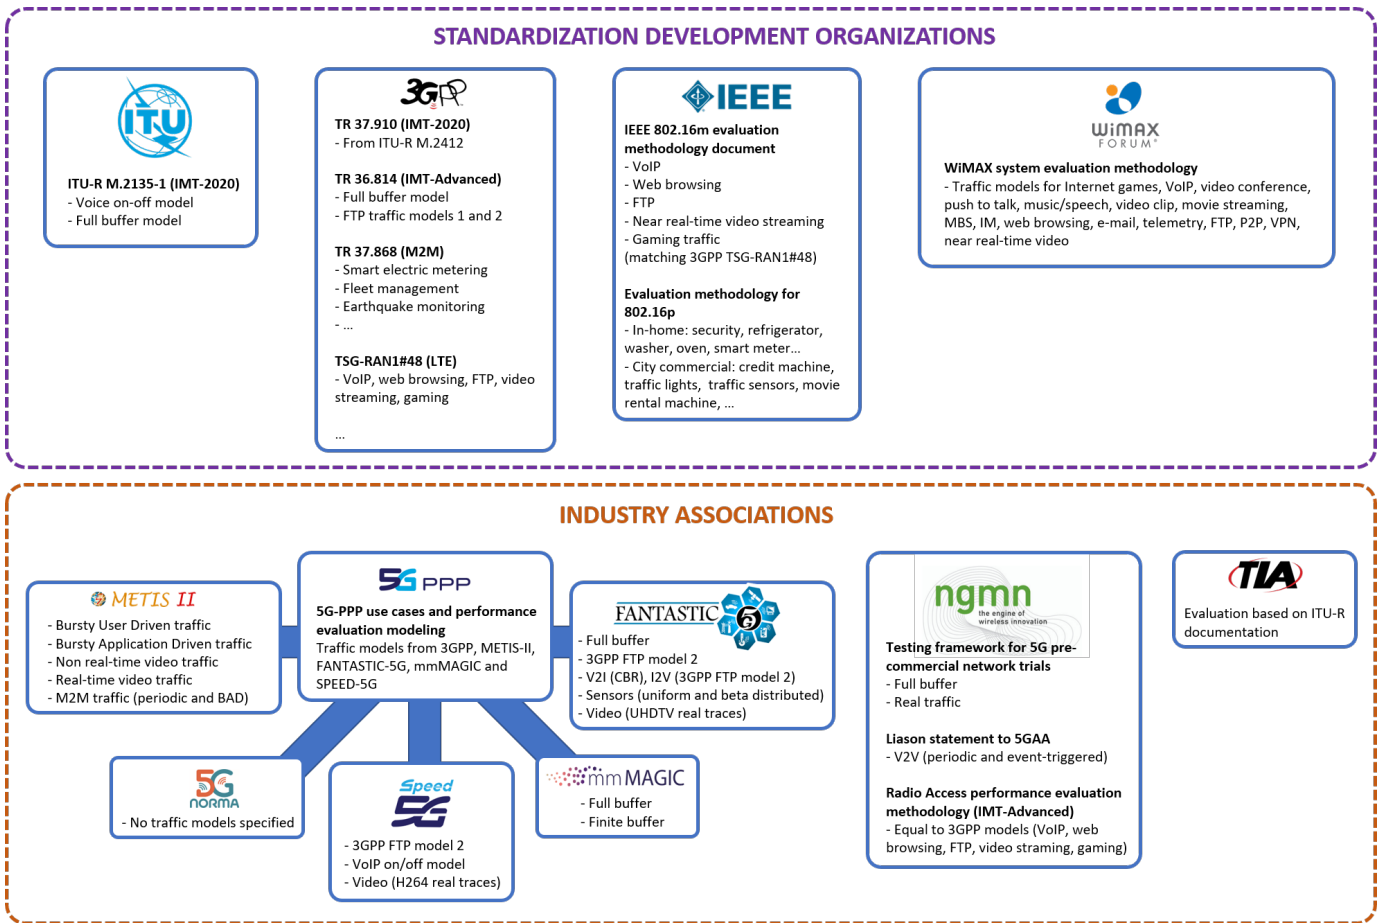 STANDARDIZATION DEVELOPMENT ORGANIZATIONS
ITU
ITU-R M.2135-1 (IMT-2020)
- Voice on-off model
- Full buffer model
3GPP
TR 37.910 (IMT-2020)
- From ITU-R M.2412
TR 36.814 (IMT-Advanced)
- Full buffer model
- FTP traffic models 1 and 2
TR 37.868 (M2M)
- Smart electric metering
- Fleet management
- Earthquake monitoring
- ...
TSG-RAN1#48 (LTE)
- VoIP, web browsing, FTP, video
streaming, gaming
...
IEEE
IEEE 802.16m evaluation
methodology document
- VoIP
- Web browsing
- FTP
- Near real-time video streaming
- Gaming traffic
(matching 3GPP TSG-RAN1#48)
Evaluation methodology for
802.16p
- In-home: security, refrigerator,
washer, oven, smart meter...
- City commercial: credit machine,
traffic lights, traffic sensors, movie
rental machine, ...
WiMAX
FORUM®
WiMAX system evaluation methodology
- Traffic models for Internet games, VoIP, video conference,
push to talk, music/speech, video clip, movie streaming,
MBS, IM, web browsing, e-mail, telemetry, FTP, P2P, VPN,
near real-time video
INDUSTRY ASSOCIATIONS
METIS II
- Bursty User Driven traffic
- Bursty Application Driven traffic
- Non real-time video traffic
- Real-time video traffic
- M2M traffic (periodic and BAD)
5G PPP
5G-PPP use cases and performance
evaluation modeling
Traffic models from 3GPP, METIS-II,
FANTASTIC-5G, mmMAGIC and
SPEED-5G
FANTASTIC 5G
- Full buffer
- 3GPP FTP model 2
- V2I (CBR), I2V (3GPP FTP model 2)
- Sensors (uniform and beta distributed)
- Video (UHDTV real traces)
5G
NORMA
- No traffic models specified
Speed
5G
- 3GPP FTP model 2
- VoIP on/off model
- Video (H264 real traces)
mmMAGIC
- Full buffer
- Finite buffer
ngmn
the engine of
wireless innovation
Testing framework for 5G pre-
commercial network trials
- Full buffer
- Real traffic
Liason statement to 5GAA
- V2V (periodic and event-triggered)
Radio Access performance evaluation
methodology (IMT-Advanced)
- Equal to 3GPP models (VoIP, web
browsing, FTP, video straming, gaming)
TIA
Evaluation based on ITU-R
documentation